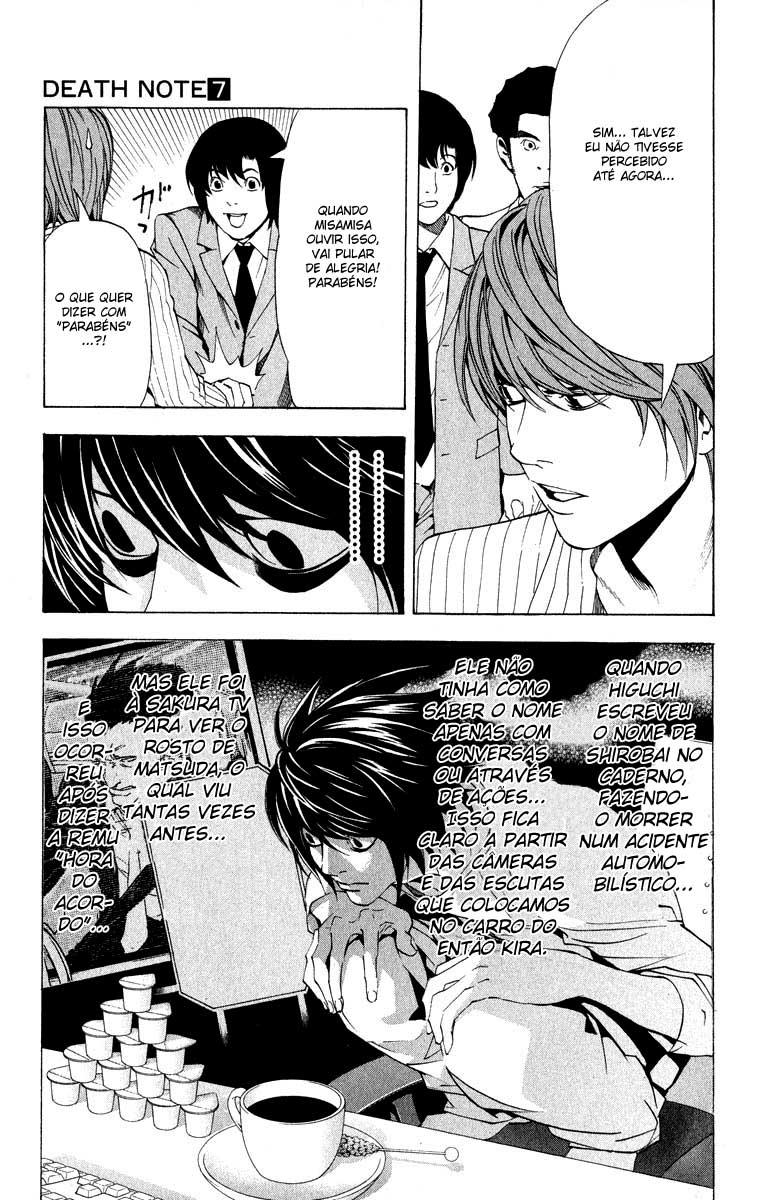 DEATH NOTE 7
SIM... TALVEZ
EU NÃO TIVESSE
PERCEBIDO
ATÉ AGORA...
QUANDO
MISAMISA
OUVIR ISSO,
VAI PULAR
DE ALEGRIA!
PARABÉNS!
ガバ
O QUE QUER
DIZER COM
"PARABÉNS"
...?!
QUANDO
HIGUCHI
ESCREVEU
O NOME DE
SHIROBAI NO
CADERNO,
FAZENDO-
O MORRER
NUM ACIDENTE
AUTOMO-
BILÍSTICO...
ELE NÃO
TINHA COMO
SABER O NOME
APENAS COM
CONVERSAS
OU ATRAVÉS
DE AÇÕES...
ISSO FICA
CLARO A PARTIR
DAS CÂMERAS
E DAS ESCUTAS
QUE COLOCAMOS
NO CARRO DO
ENTÃO KIRA.
MAS ELE FOI
À SAKURA TV
PARA VER O
ROSTO DE
MATSUDA, O
QUAL VIU
TANTAS VEZES
ANTES...
E
ISSO
OCOR-
REU
APÓS
DIZER
A REMU
"HORA
DO
ACOR-
DO"...